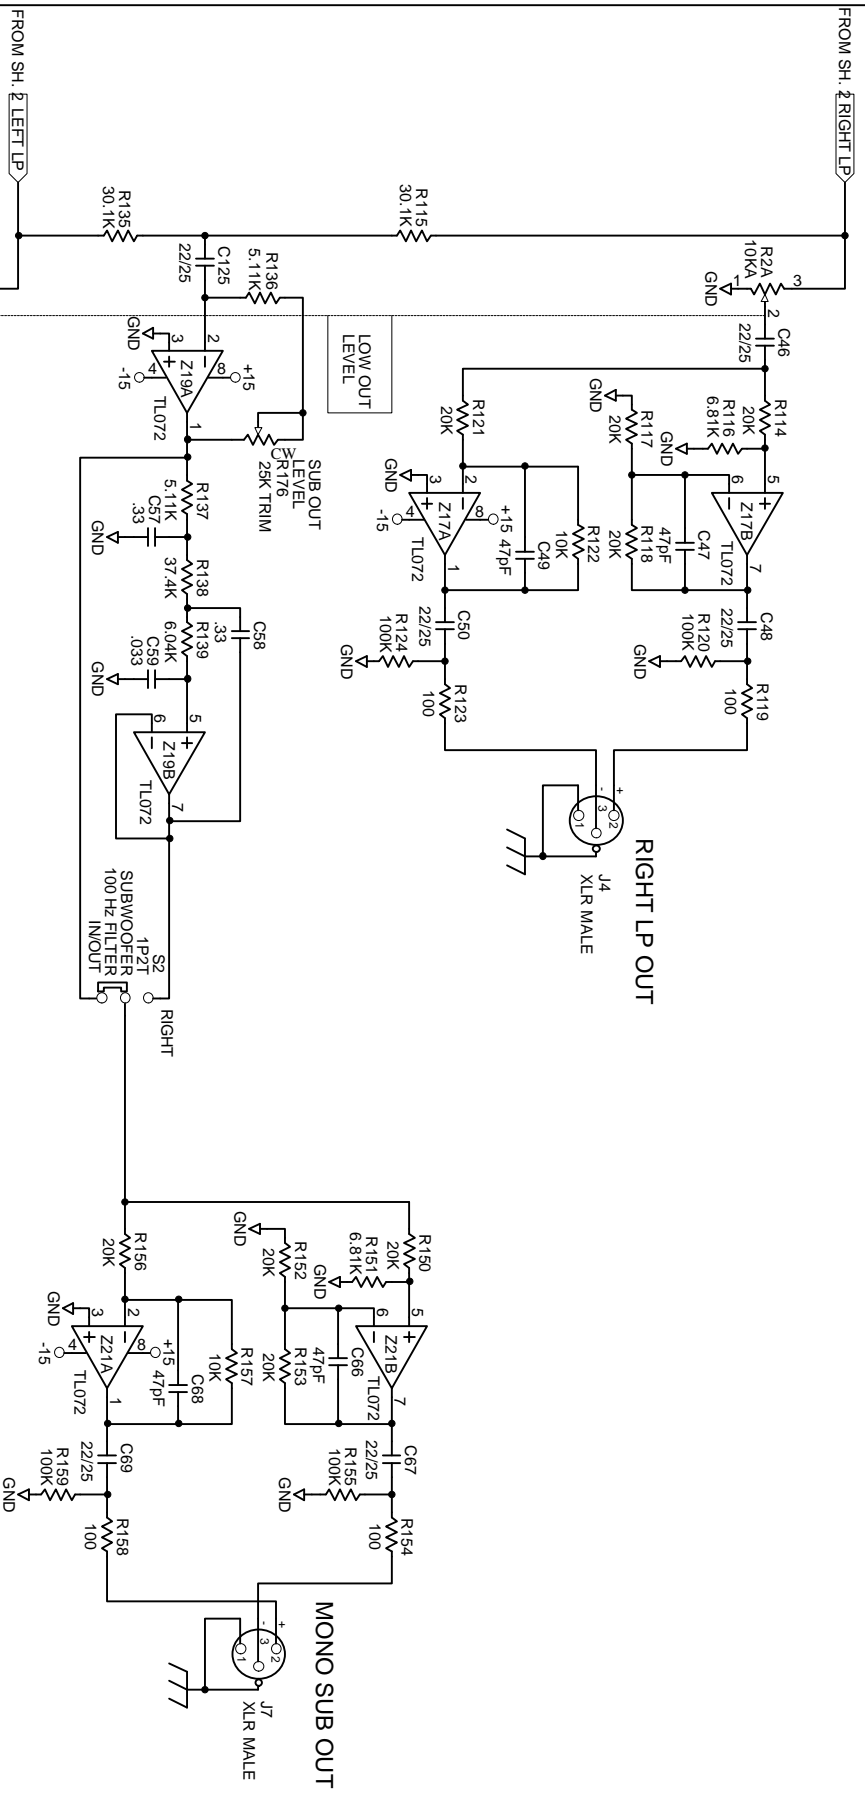 FROM SH. 2 RIGHT LP
FROM SH. 2 LEFT LP
R115
30.1K
R135
30.1K
R2A
10KA
1
3
2
GND
C46
22/25
R114
20K
R116
6.81K
GND
R117
20K
GND
R121
20K
5
6
7
Z17B
TL072
C47
47pF
R118
20K
R122
10K
C49
47pF
+15
8
2
3
4
1
Z17A
TL072
-15
GND
C48
22/25
R120
100K
GND
R119
100
C50
22/25
R124
100K
GND
R123
100
+
-
2
3
1
J4
XLR MALE
RIGHT LP OUT
LOW OUT
LEVEL
C125
22/25
R136
5.11K
GND
3
2
8
4
1
+15
-15
Z19A
TL072
CW
SUB OUT
LEVEL
R176
25K TRIM
R137
5.11K
C57
.33
GND
R138
37.4K
C58
.33
R139
6.04K
C59
.033
GND
5
6
7
Z19B
TL072
S2
1P2T
SUBWOOFER
100 Hz FILTER
IN/OUT
RIGHT
R150
20K
R151
6.81K
GND
R152
20K
GND
5
6
7
Z21B
TL072
C66
47pF
R153
20K
R156
20K
R157
10K
C68
47pF
+15
8
2
3
4
1
Z21A
TL072
-15
GND
C67
22/25
R155
100K
GND
R154
100
C69
22/25
R159
100K
GND
R158
100
+
-
2
3
1
J7
XLR MALE
MONO SUB OUT